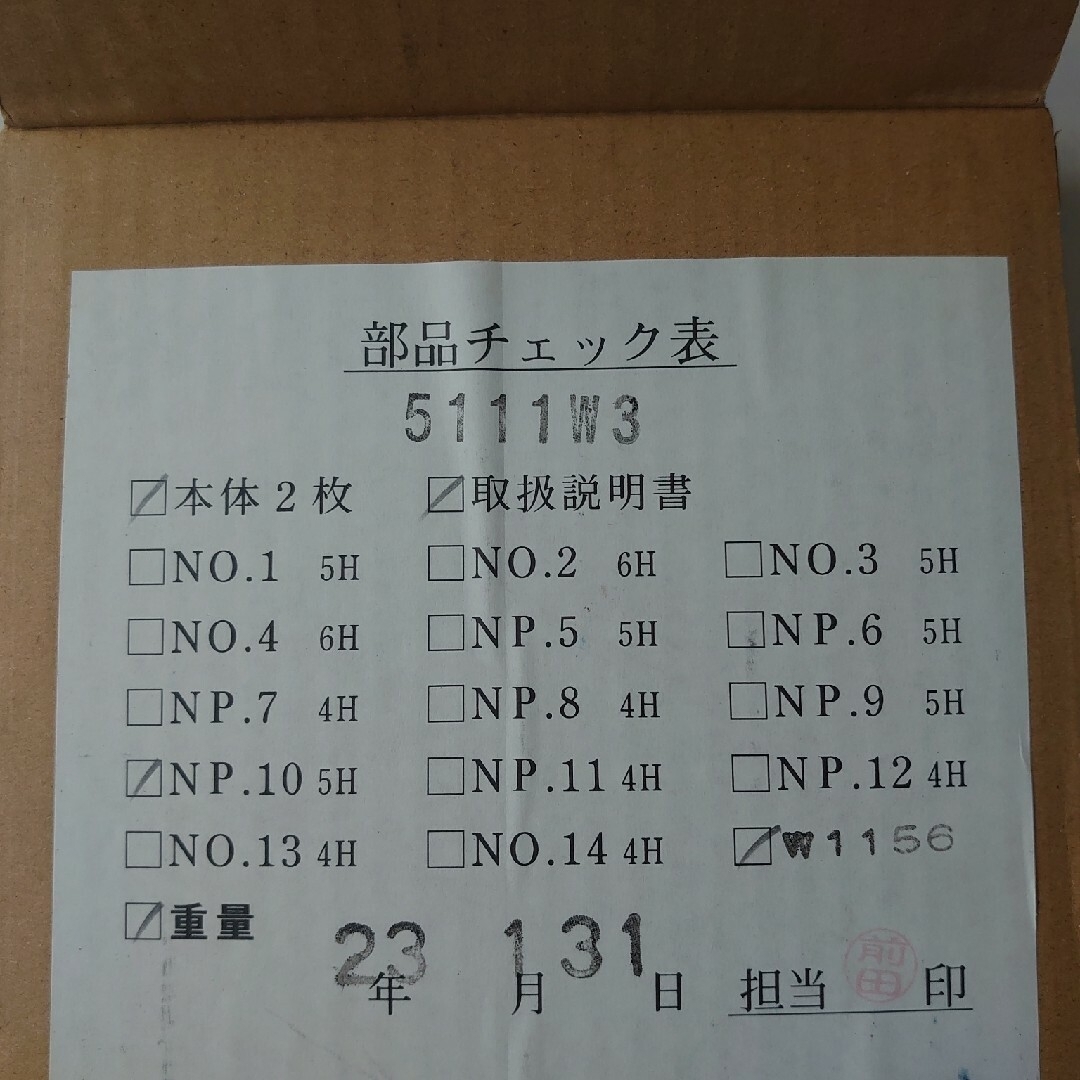 部品チェック表
5111W3
本体2枚 取扱説明書
NO.1 5H NO.2 6H NO.3 5H
NO.4 6H NP.5 5H NP.6 5H
NP.7 4H NP.8 4H NP.9 5H
NP.10 5H NP.11 4H NP.12 4H
NO.13 4H NO.14 4H W1156
重量
23年 1月 31日 担当 前田 印